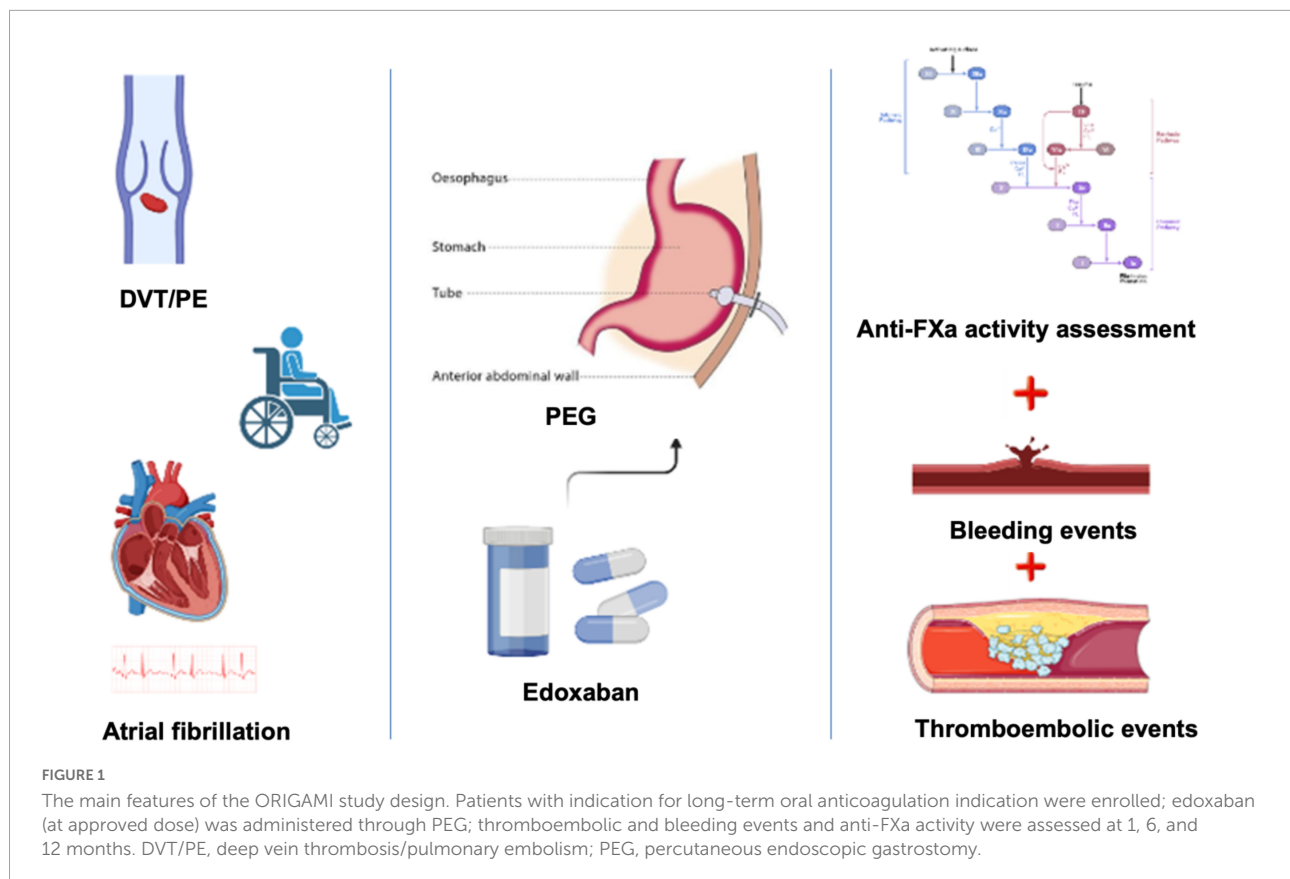 DVT/PE
Atrial fibrillation
Oesophagus
Stomach
Tube
Anterior abdominal wall
PEG
Edoxaban
Anti-FXa activity assessment
+
Bleeding events
+
Thromboembolic events
FIGURE 1
The main features of the ORIGAMI study design. Patients with indication for long-term oral anticoagulation indication were enrolled; edoxaban
(at approved dose) was administered through PEG; thromboembolic and bleeding events and anti-FXa activity were assessed at 1, 6, and
12 months. DVT/PE, deep vein thrombosis/pulmonary embolism; PEG, percutaneous endoscopic gastrostomy.